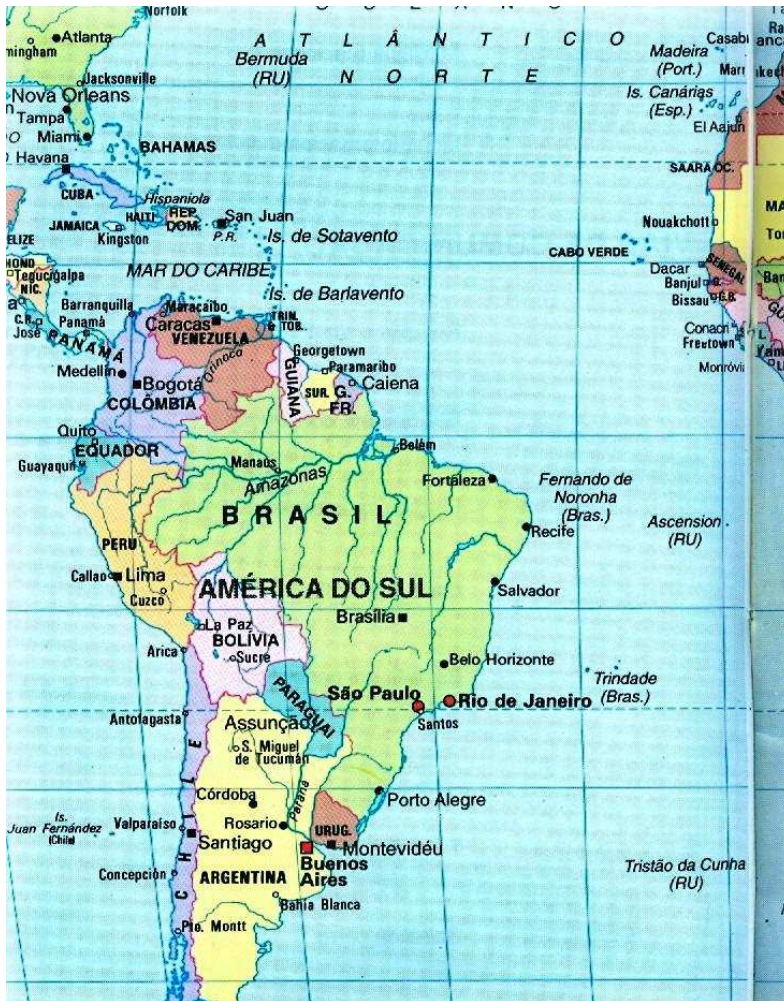 Norfolk
Atlanta
mingham
A T L Â N T I C O
Bermuda
(RU)
N O R T E
Madeira
(Port.)
Is. Canárias
(Esp.)
El Aajun
Jacksonville
Nova Orleans
Tampa
Miami
Havana
BAHAMAS
CUBA
Hispaniola
HAITI
REP.
DOM.
San Juan
P.R.
JAMAICA
Kingston
Is. de Sotavento
SAARA OC.
Nouakchott
CABO VERDE
ELIZE
HOND
Tegucigalpa
NIC.
MAR DO CARIBE
Is. de Barlavento
Dacar
SENEGAL
Banjul
Bissau
G.B.
Freetown
Monróvia
Barranquilla
Maracaibo
Caracas
TRIN.
TOB.
C.R.
José
Panamá
PANAMÁ
VENEZUELA
Orinoco
Georgetown
GUIANA
Paramaribo
SUR.
G.
FR.
Caiena
Medellín
Bogotá
COLÔMBIA
Quito
EQUADOR
Guayaquil
Manaus
Amazonas
Belém
Fortaleza
Fernando de
Noronha
(Bras.)
Ascension
(RU)
BRASIL
Recife
PERU
Callao
Lima
Cuzco
AMÉRICA DO SUL
Salvador
Brasília
La Paz
BOLÍVIA
Sucre
Arica
Belo Horizonte
Trindade
(Bras.)
PARAGUAI
São Paulo
Rio de Janeiro
Santos
Antofagasta
Assunção
S. Miguel
de Tucumán
CHILE
Córdoba
Paraná
Porto Alegre
Is.
Juan Fernández
(Chile)
Valparaíso
Santiago
Rosario
URUG.
Montevidéu
Buenos
Aires
Concepción
ARGENTINA
Bahia Blanca
Tristão da Cunha
(RU)
Pto. Montt